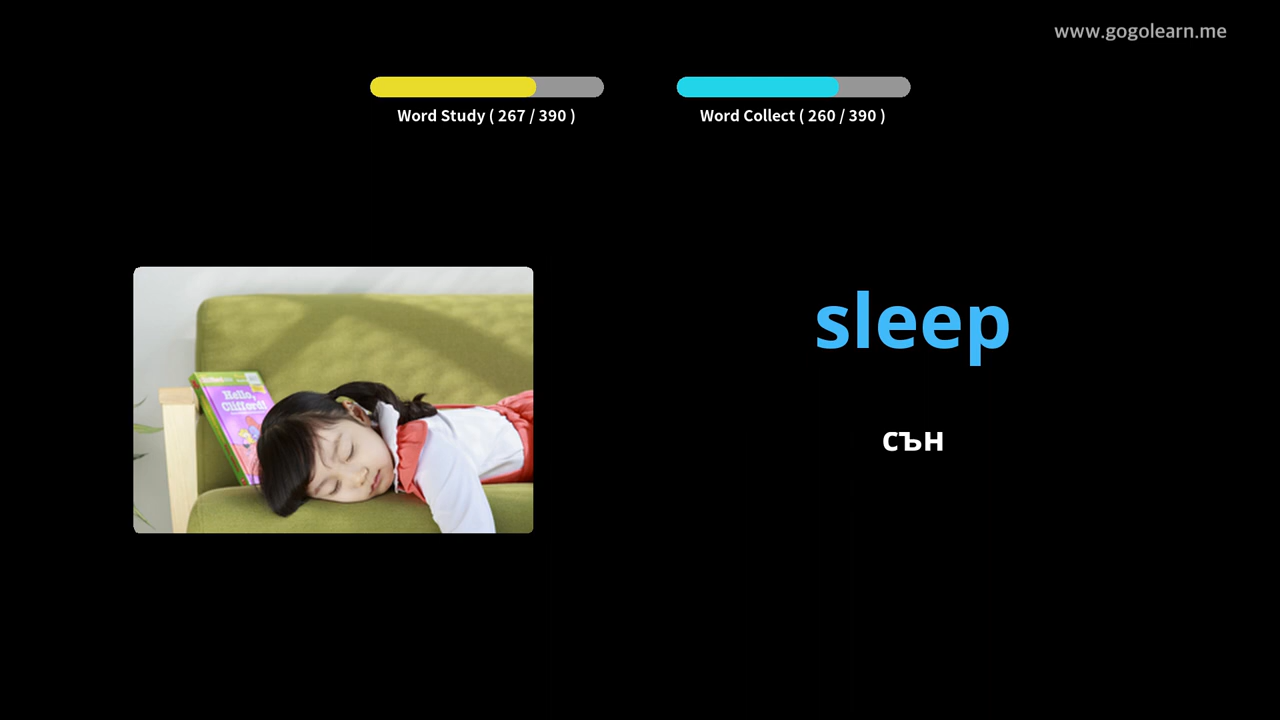 www.gogolearn.me
Word Study ( 267 / 390 )
Word Collect ( 260 / 390 )
sleep
сън
Hello,
Clifford!